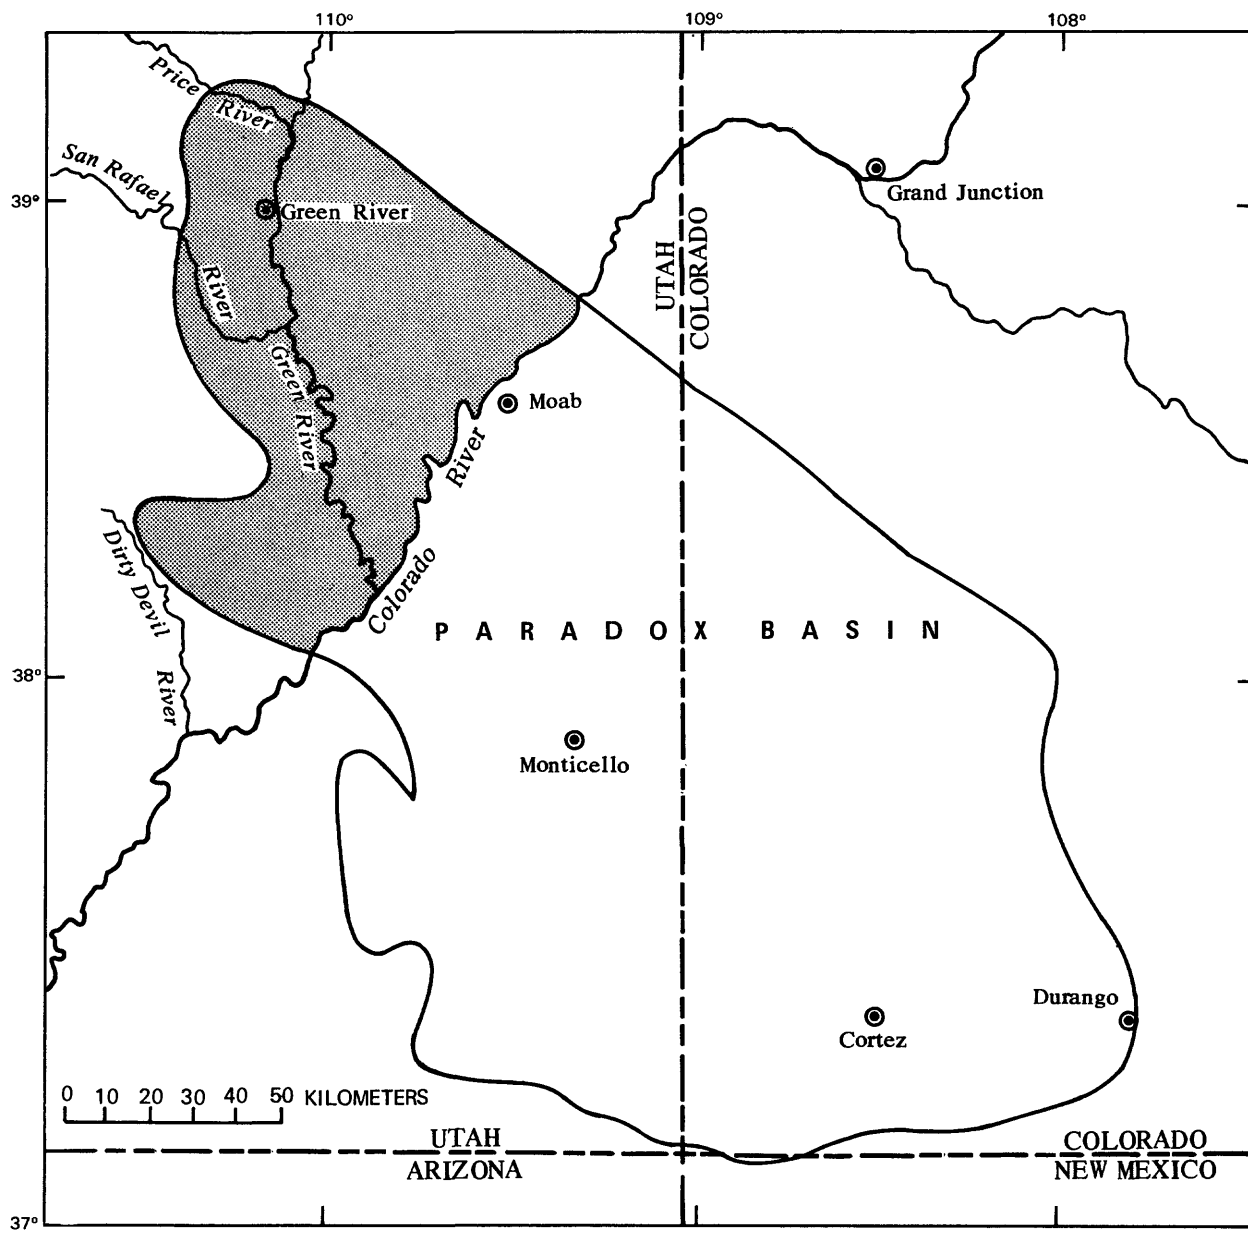 110°
109°
108°
Price
River
San Rafael
39°
Green River
Grand Junction
UTAH
COLORADO
River
Green River
Moab
River
Colorado
Dirty Devil
River
PARADOX BASIN
38°
Monticello
Durango
Cortez
0 10 20 30 40 50 KILOMETERS
UTAH
ARIZONA
COLORADO
NEW MEXICO
37°